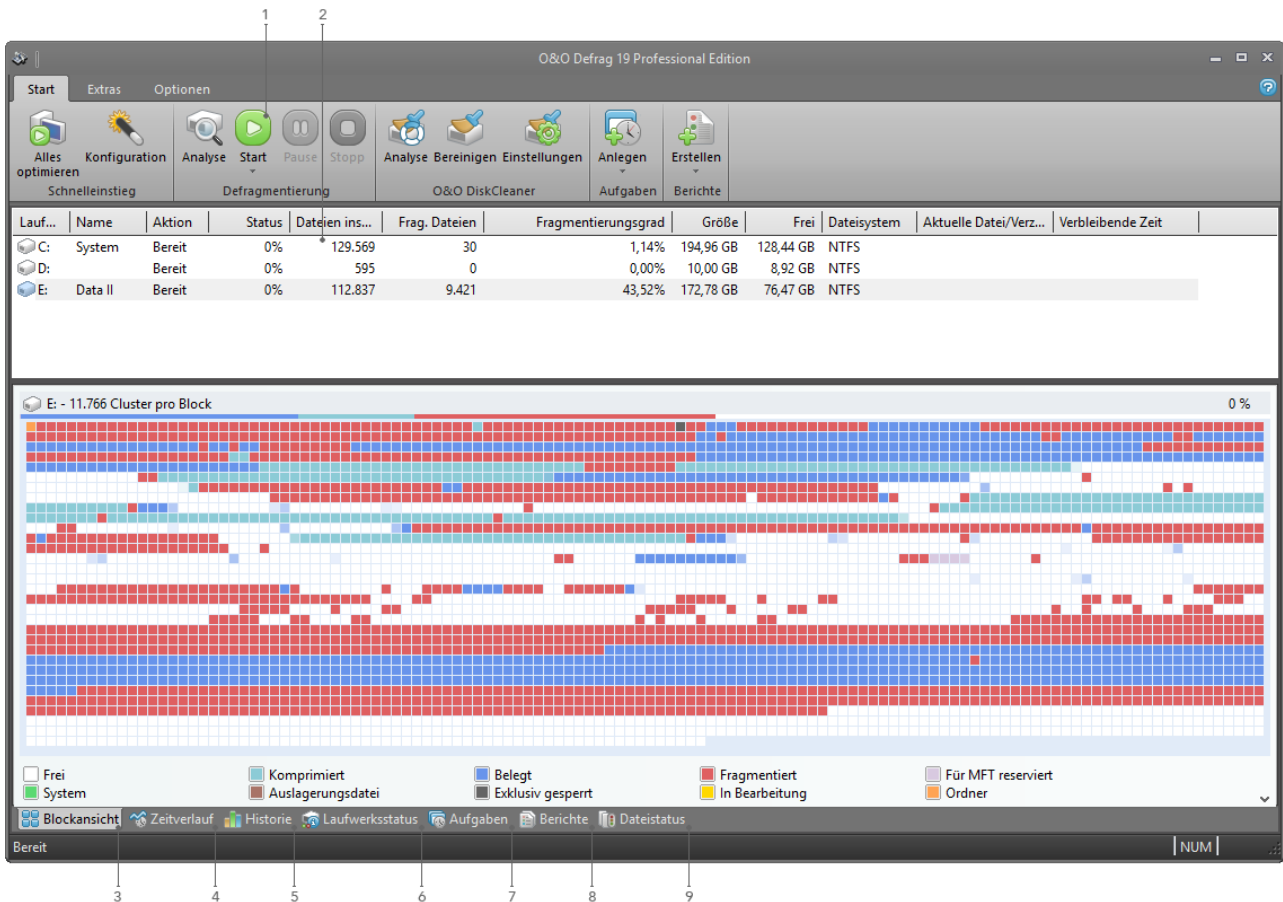 1 2
O&O Defrag 19 Professional Edition
Start Extras Optionen
Alles optimieren Konfiguration Analyse Start Pause Stopp Analyse Bereinigen Einstellungen Anlegen Erstellen
Schnelleinstieg Defragmentierung O&O DiskCleaner Aufgaben Berichte
Lauf... Name Aktion Status Dateien ins... Frag. Dateien Fragmentierungsgrad Größe Frei Dateisystem Aktuelle Datei/Verz... Verbleibende Zeit
C: System Bereit 0% 129.569 30 1,14% 194,96 GB 128,44 GB NTFS
D: Bereit 0% 595 0 0,00% 10,00 GB 8,92 GB NTFS
E: Data II Bereit 0% 112.837 9.421 43,52% 172,78 GB 76,47 GB NTFS
E: - 11.766 Cluster pro Block 0 %
Frei Komprimiert Belegt Fragmentiert Für MFT reserviert
System Auslagerungsdatei Exklusiv gesperrt In Bearbeitung Ordner
Blockansicht Zeitverlauf Historie Laufwerksstatus Aufgaben Berichte Dateistatus
Bereit NUM
3 4 5 6 7 8 9